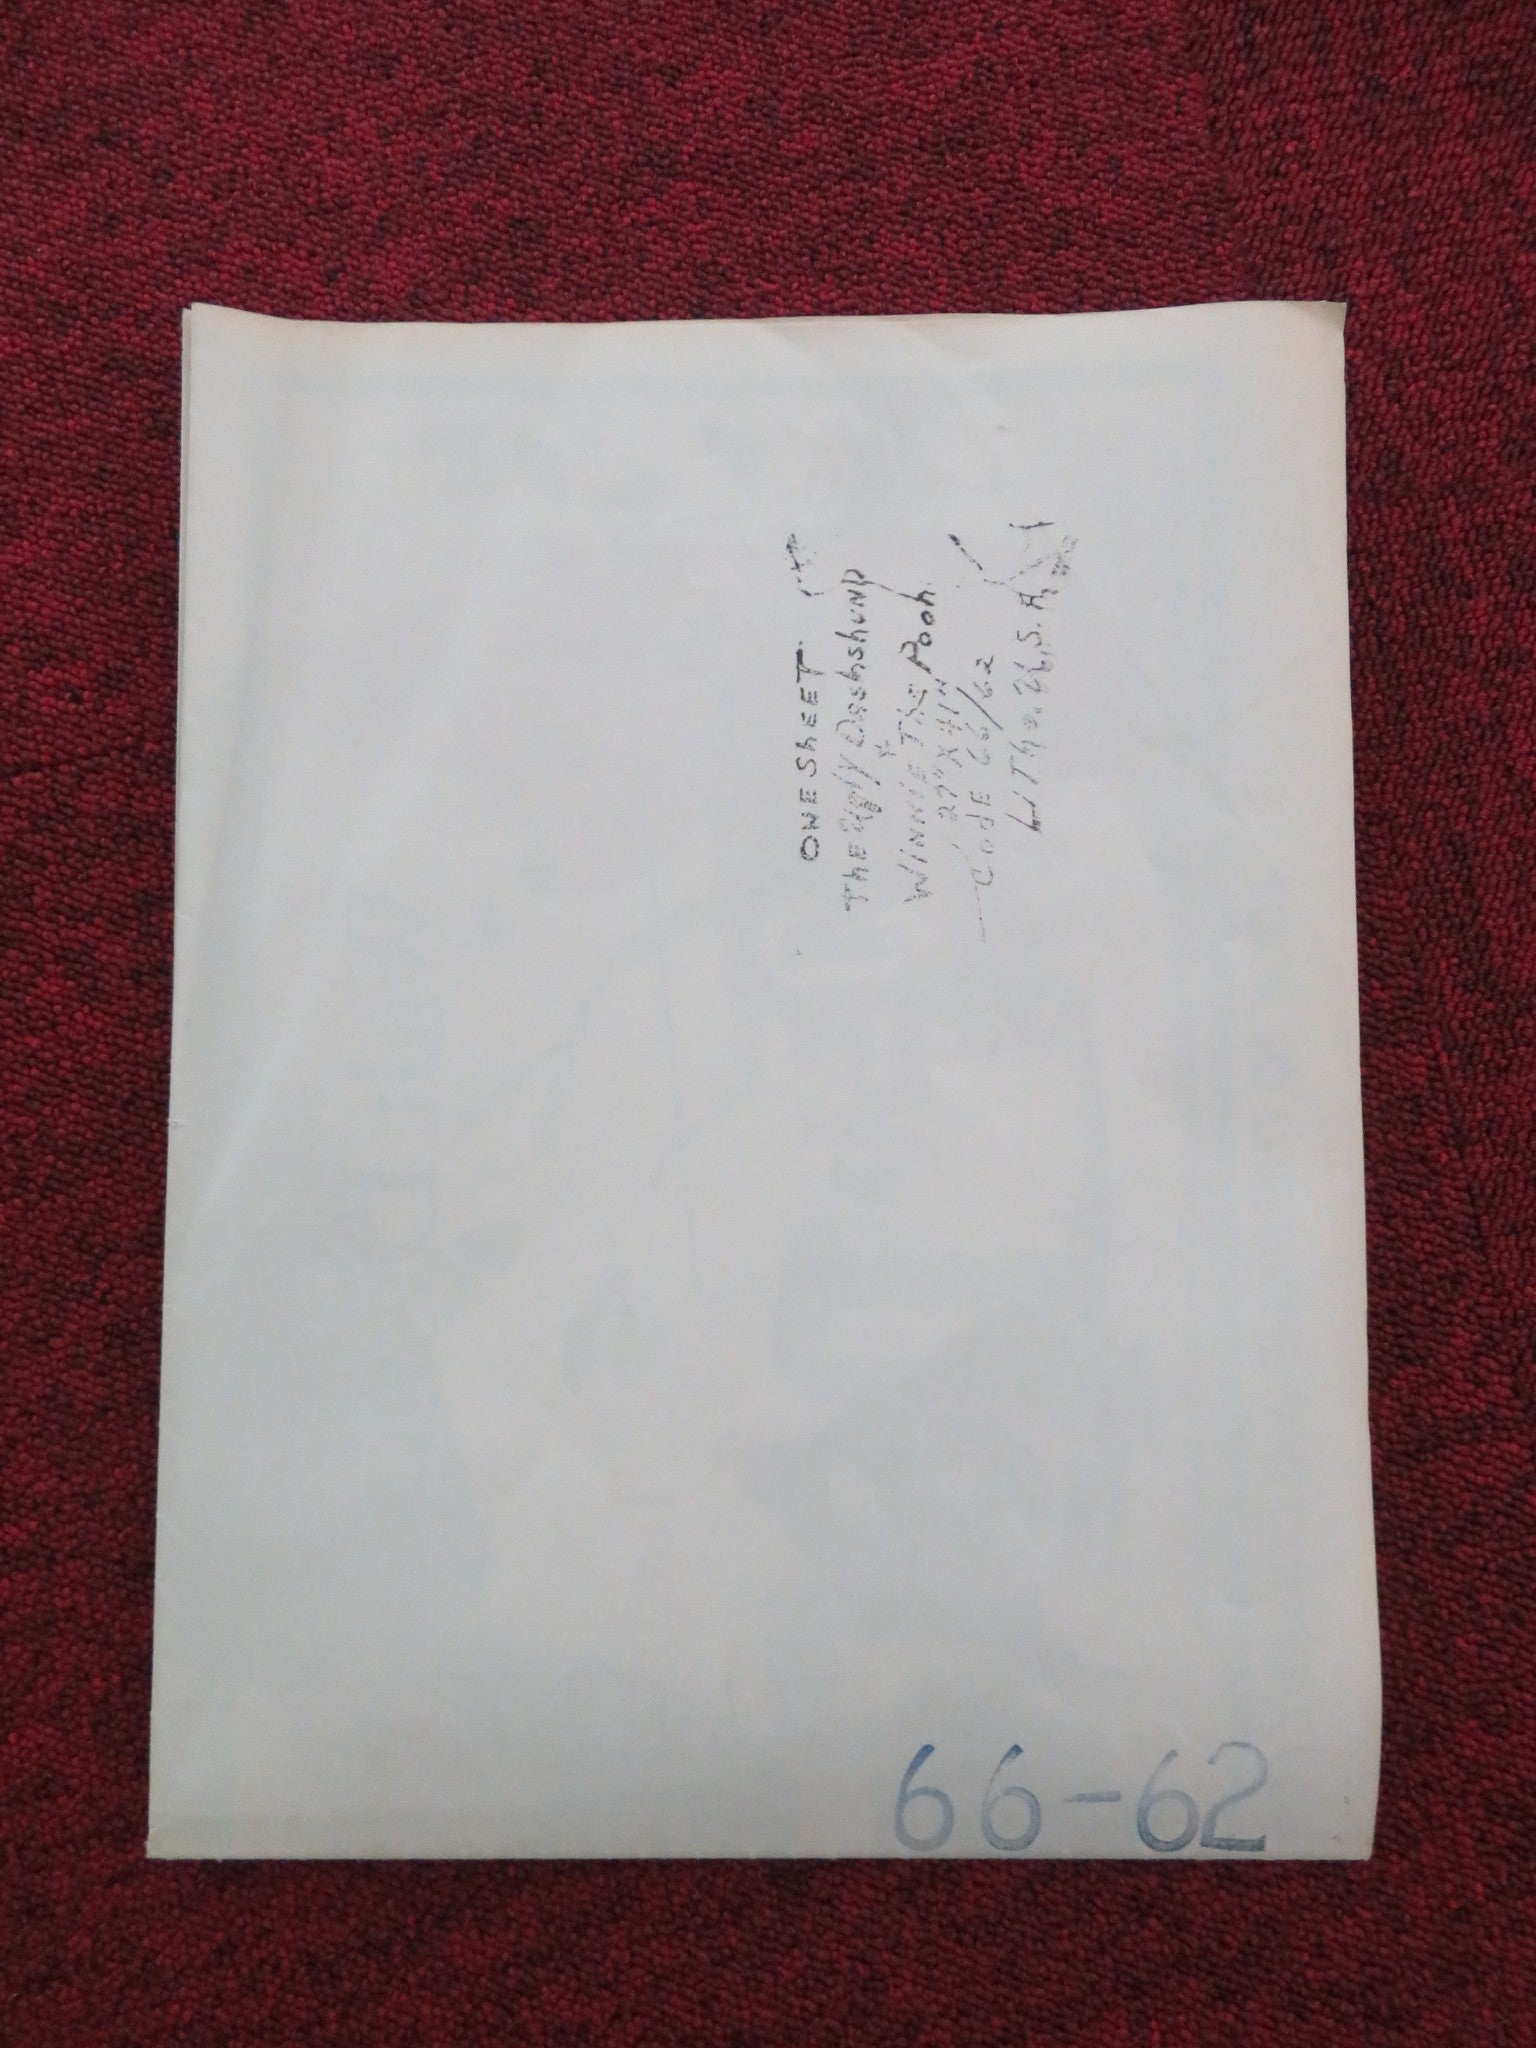 ONE SHEET
The Ugly Dachshund
&
WINNIE The Pooh
27" X 41"
Code 66/62
LiTho. U.S.A.
66-62